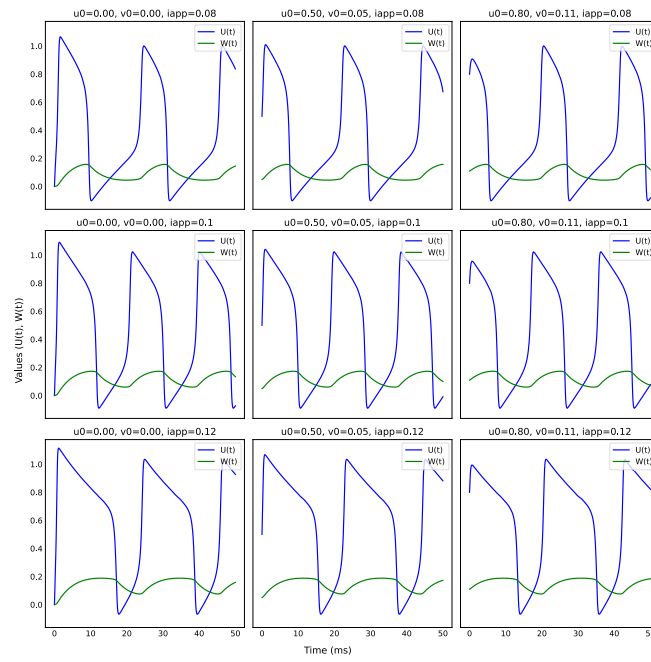 u0=0.00, v0=0.00, iapp=0.08
u0=0.50, v0=0.05, iapp=0.08
u0=0.80, v0=0.11, iapp=0.08
U(t)
W(t)
U(t)
W(t)
U(t)
W(t)
1.0
0.8
0.6
0.4
0.2
0.0
u0=0.00, v0=0.00, iapp=0.1
u0=0.50, v0=0.05, iapp=0.1
u0=0.80, v0=0.11, iapp=0.1
U(t)
W(t)
U(t)
W(t)
U(t)
W(t)
Values (U(t), W(t))
1.0
0.8
0.6
0.4
0.2
0.0
u0=0.00, v0=0.00, iapp=0.12
u0=0.50, v0=0.05, iapp=0.12
u0=0.80, v0=0.11, iapp=0.12
U(t)
W(t)
U(t)
W(t)
U(t)
W(t)
1.0
0.8
0.6
0.4
0.2
0.0
0 10 20 30 40 50
0 10 20 30 40 50
0 10 20 30 40 50
Time (ms)